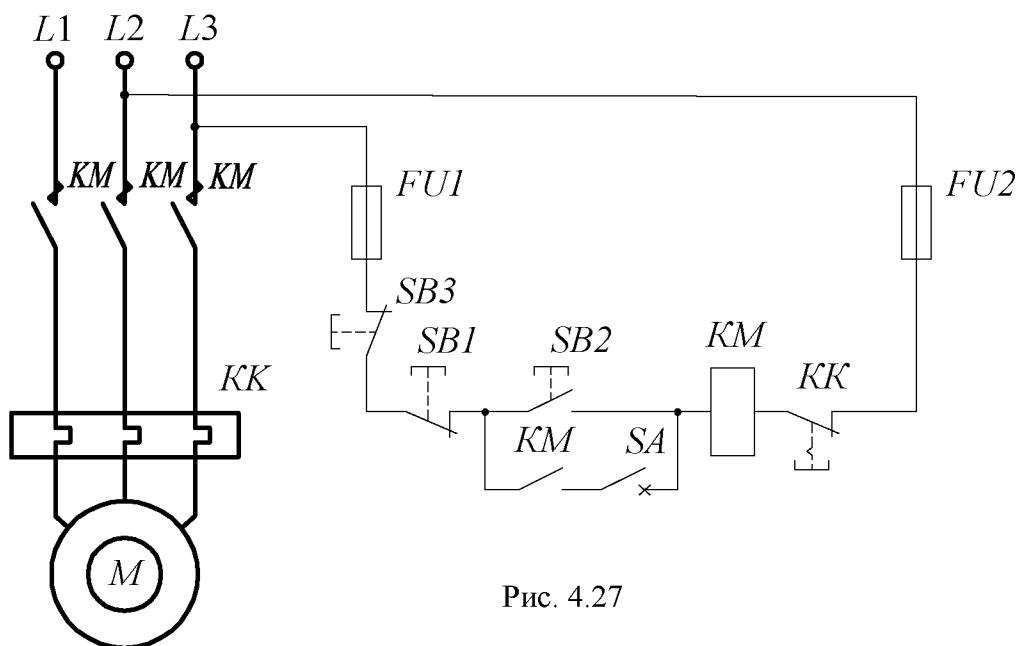 L1 L2 L3
KM KM KM
FU1
FU2
SB3
SB1
SB2
KM
KK
KK
KM
SA
M
Рис. 4.27